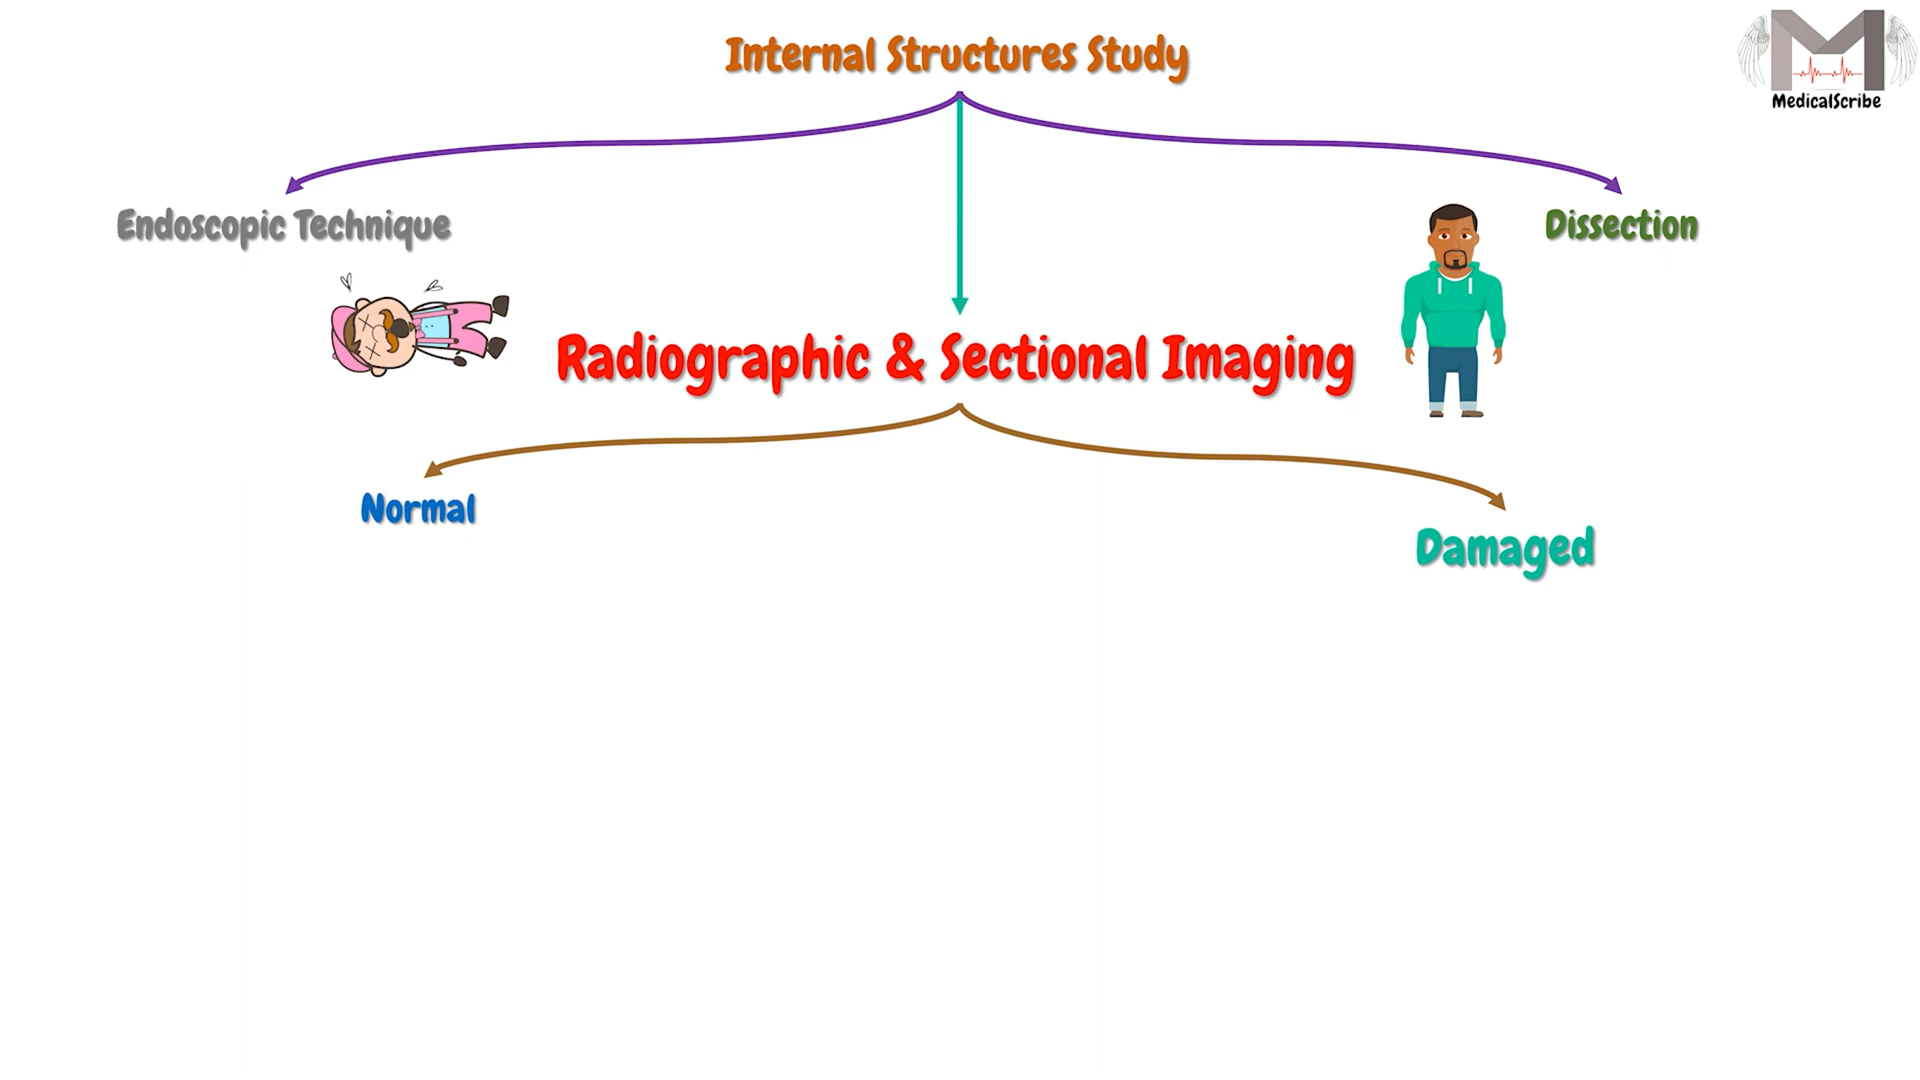 Internal Structures Study
MedicalScribe
Endoscopic Technique
Dissection
Radiographic & Sectional Imaging
Normal
Damaged